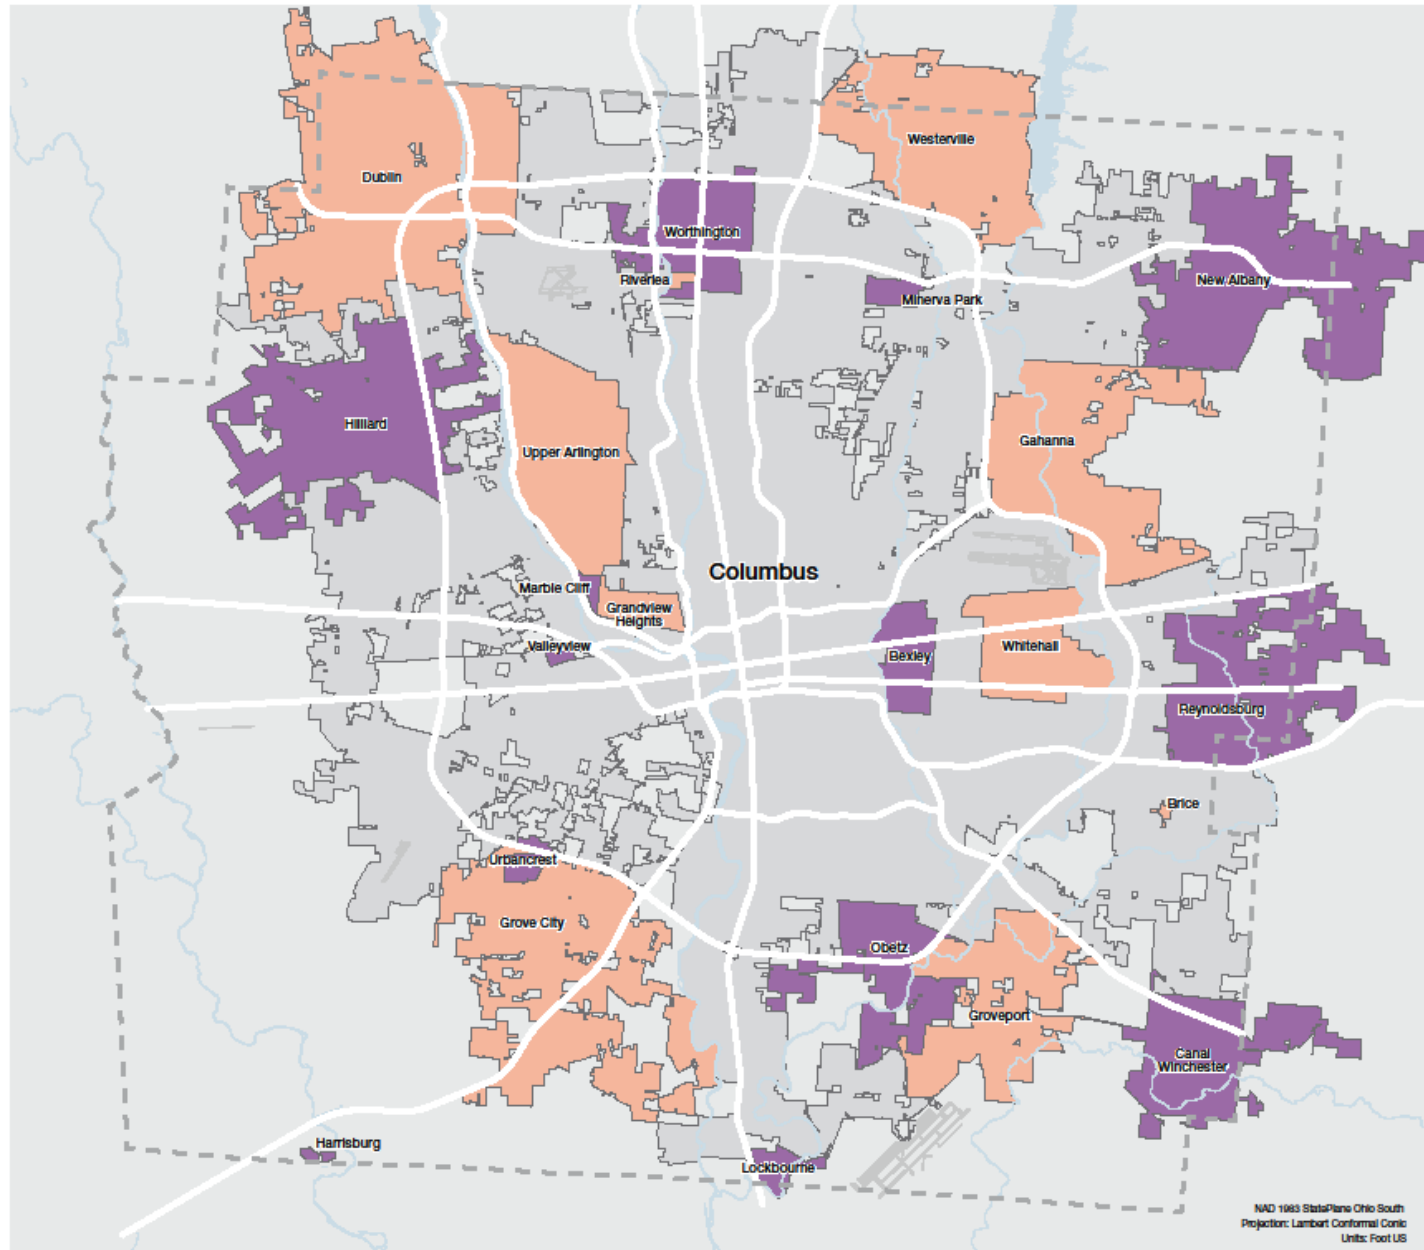 Westerville
Dublin
Worthington
Riverlea
New Albany
Minerva Park
Hilliard
Gahanna
Upper Arlington
Columbus
Marble Cliff
Grandview
Heights
Valleyview
Whitehall
Bexley
Reynoldsburg
Brice
Urbancrest
Grove City
Obetz
Groveport
Canal
Winchester
Harrisburg
Lockbourne
NAD 1983 StatePlane Ohio South
Projection: Lambert Conformal Conic
Units: Foot US